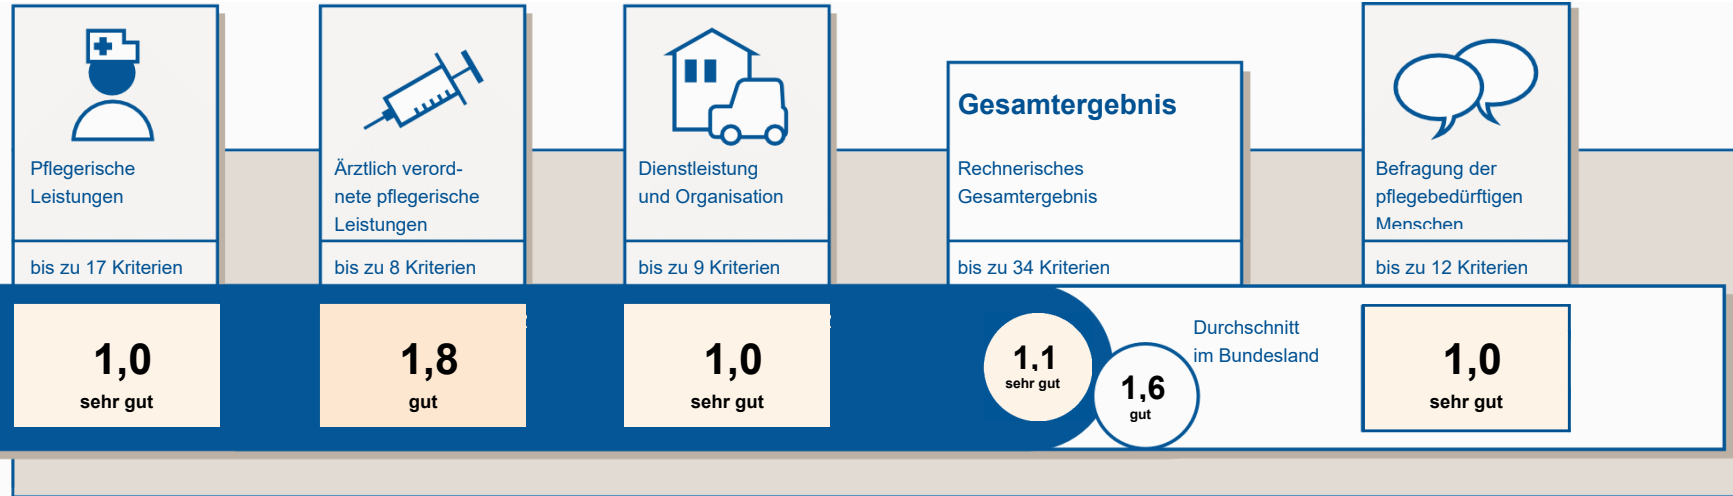 Pflegerische
Leistungen
bis zu 17 Kriterien
1,0
sehr gut
Ärztlich verord-
nete pflegerische
Leistungen
bis zu 8 Kriterien
1,8
gut
Dienstleistung
und Organisation
bis zu 9 Kriterien
1,0
sehr gut
Gesamtergebnis
Rechnerisches
Gesamtergebnis
bis zu 34 Kriterien
1,1
sehr gut
1,6
gut
Durchschnitt
im Bundesland
Befragung der
pflegebedürftigen
Menschen
bis zu 12 Kriterien
1,0
sehr gut